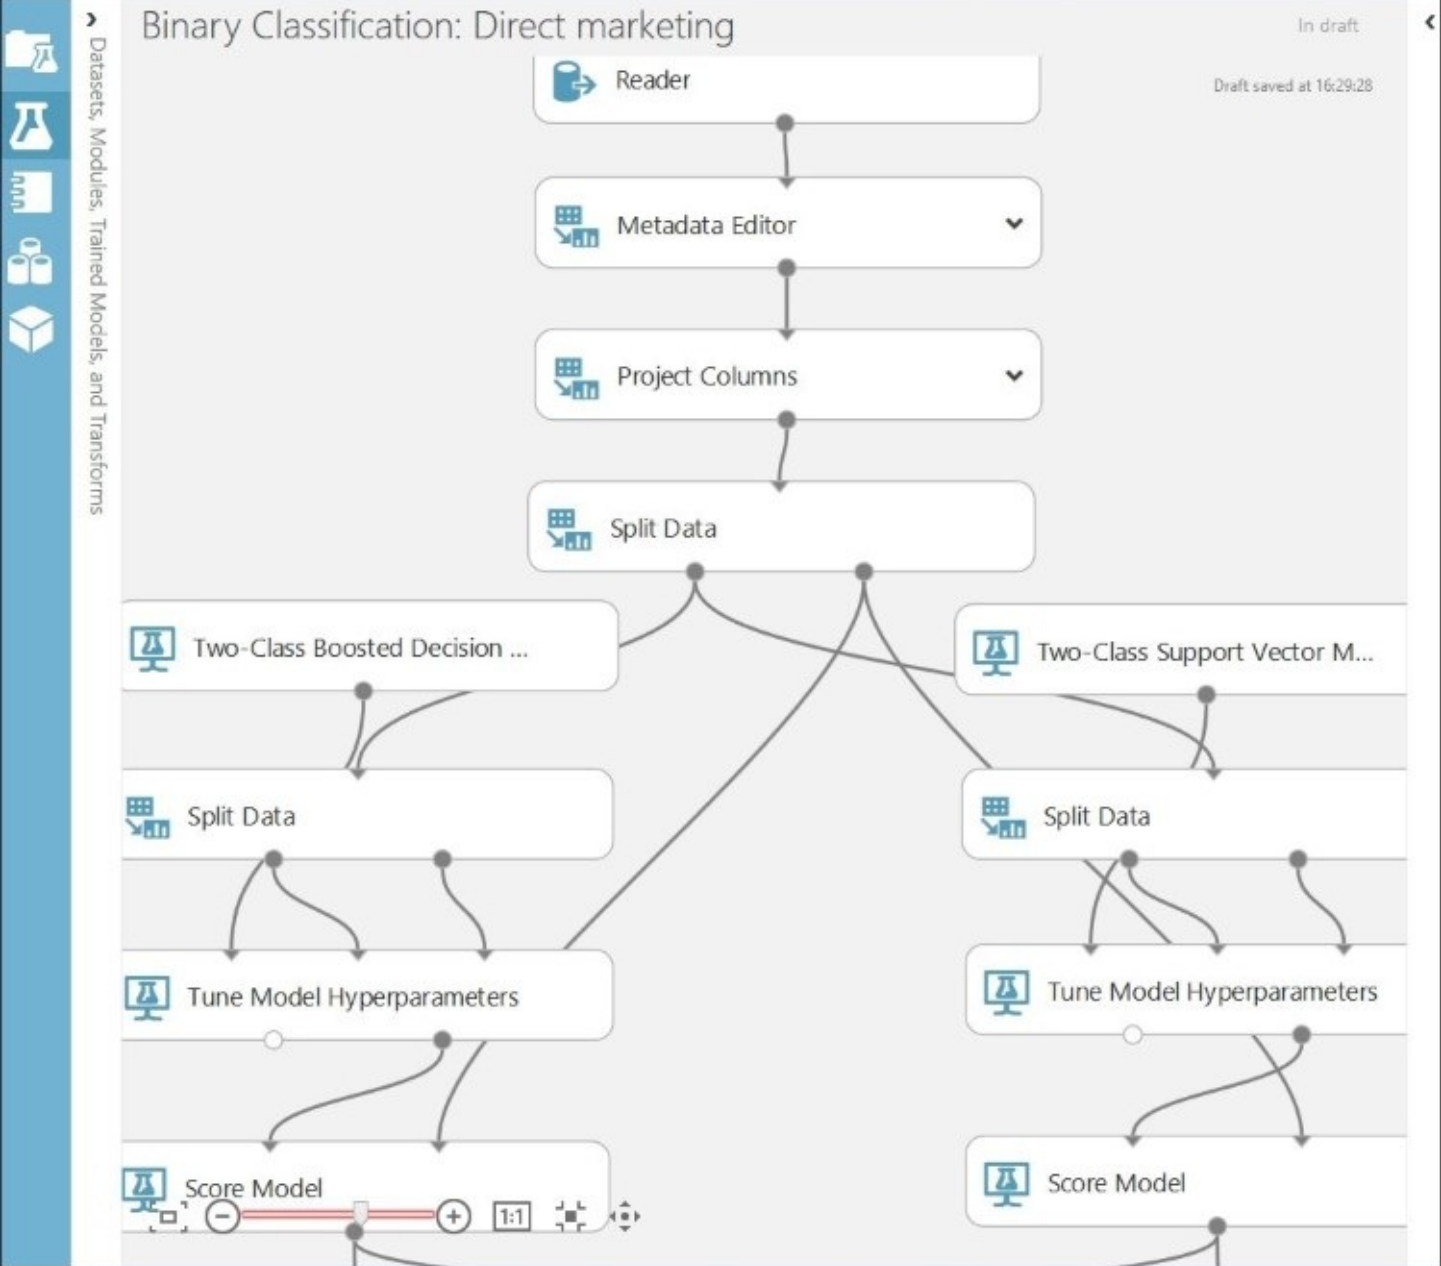 Binary Classification: Direct marketing
In draft
Draft saved at 16:29:28
Datasets, Modules, Trained Models, and Transforms
Reader
Metadata Editor
Project Columns
Split Data
Two-Class Boosted Decision ...
Two-Class Support Vector M...
Split Data
Split Data
Tune Model Hyperparameters
Tune Model Hyperparameters
Score Model
Score Model
1:1